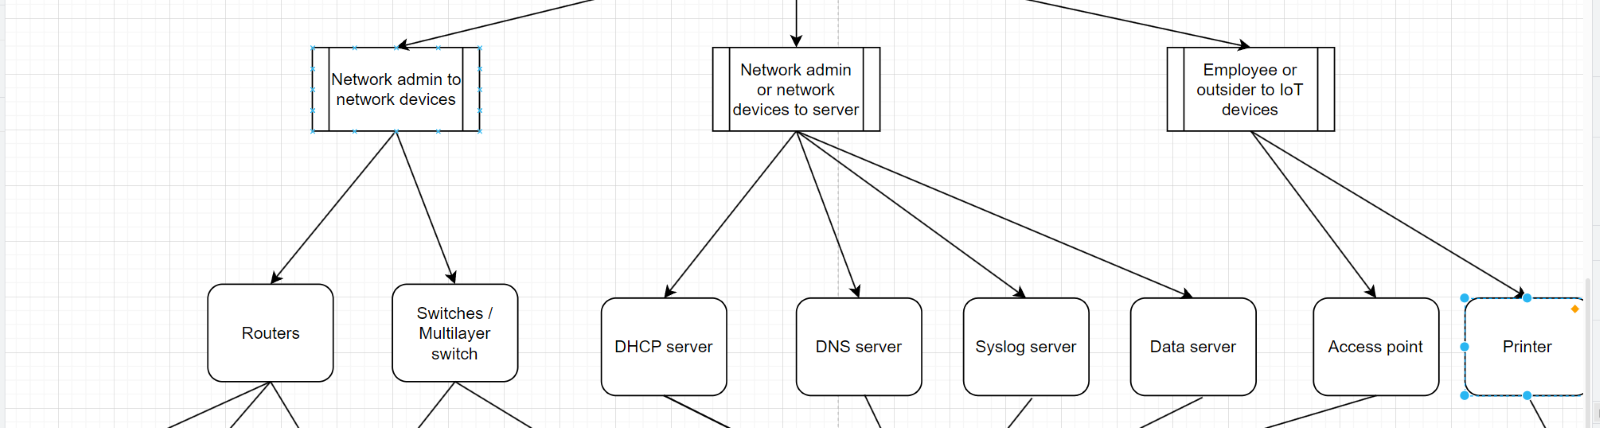 Network admin to
network devices
Network admin
or network
devices to server
Employee or
outsider to IoT
devices
Routers
Switches /
Multilayer
switch
DHCP server
DNS server
Syslog server
Data server
Access point
Printer